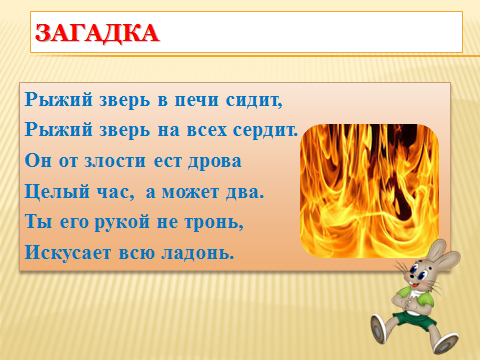 ЗАГАДКА
Рыжий зверь в печи сидит,
Рыжий зверь на всех сердит.
Он от злости ест дрова
Целый час,  а может два.
Ты его рукой не тронь,
Искусает всю ладонь.